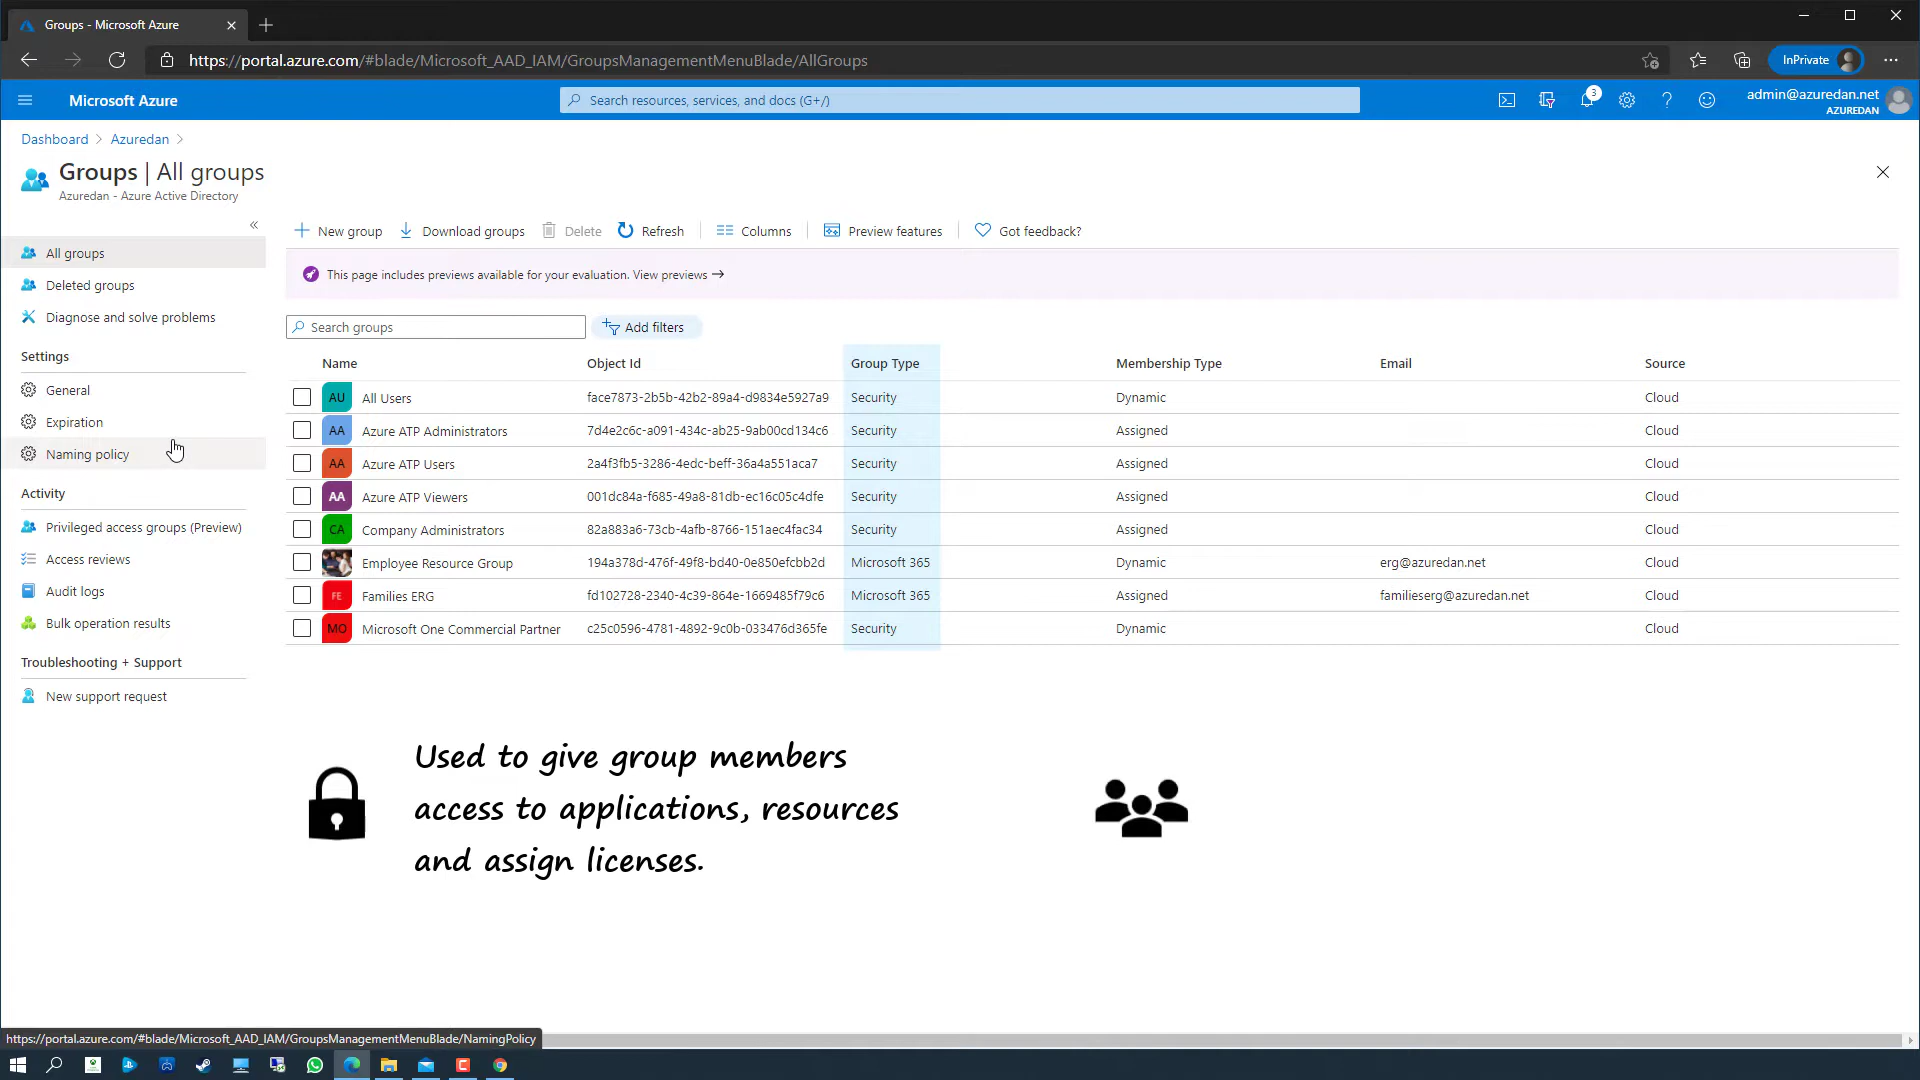 Groups - Microsoft Azure
https://portal.azure.com/#blade/Microsoft_AAD_IAM/GroupsManagementMenuBlade/AllGroups
InPrivate
Microsoft Azure
Search resources, services, and docs (G+/)
3
admin@azuredan.net
AZUREDAN
Dashboard > Azuredan >
Groups | All groups
Azuredan - Azure Active Directory
New group
Download groups
Delete
Refresh
Columns
Preview features
Got feedback?
This page includes previews available for your evaluation. View previews →
All groups
Deleted groups
Diagnose and solve problems
Settings
General
Expiration
Naming policy
Activity
Privileged access groups (Preview)
Access reviews
Audit logs
Bulk operation results
Troubleshooting + Support
New support request
Search groups
Add filters
Name Object Id Group Type Membership Type Email Source
AU All Users face7873-2b5b-42b2-89a4-d9834e5927a9 Security Dynamic Cloud
AA Azure ATP Administrators 7d4e2c6c-a091-434c-ab25-9ab00cd134c6 Security Assigned Cloud
AA Azure ATP Users 2a4f3fb5-3286-4edc-beff-36a4a551aca7 Security Assigned Cloud
AA Azure ATP Viewers 001dc84a-f685-49a8-81db-ec16c05c4dfe Security Assigned Cloud
CA Company Administrators 82a883a6-73cb-4afb-8766-151aec4fac34 Security Assigned Cloud
Employee Resource Group 194a378d-476f-49f8-bd40-0e850efcbb2d Microsoft 365 Dynamic erg@azuredan.net Cloud
FE Families ERG fd102728-2340-4c39-864e-1669485f79c6 Microsoft 365 Assigned familieserg@azuredan.net Cloud
MO Microsoft One Commercial Partner c25c0596-4781-4892-9c0b-033476d365fe Security Dynamic Cloud
Used to give group members
access to applications, resources
and assign licenses.
https://portal.azure.com/#blade/Microsoft_AAD_IAM/GroupsManagementMenuBlade/NamingPolicy